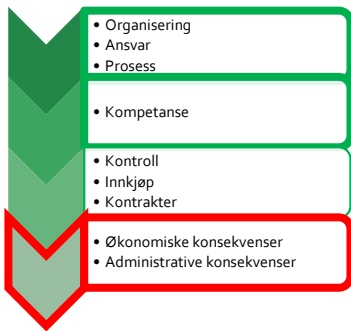 • Organisering
• Ansvar
• Prosess
• Kompetanse
• Kontroll
• Innkjøp
• Kontrakter
• Økonomiske konsekvenser
• Administrative konsekvenser